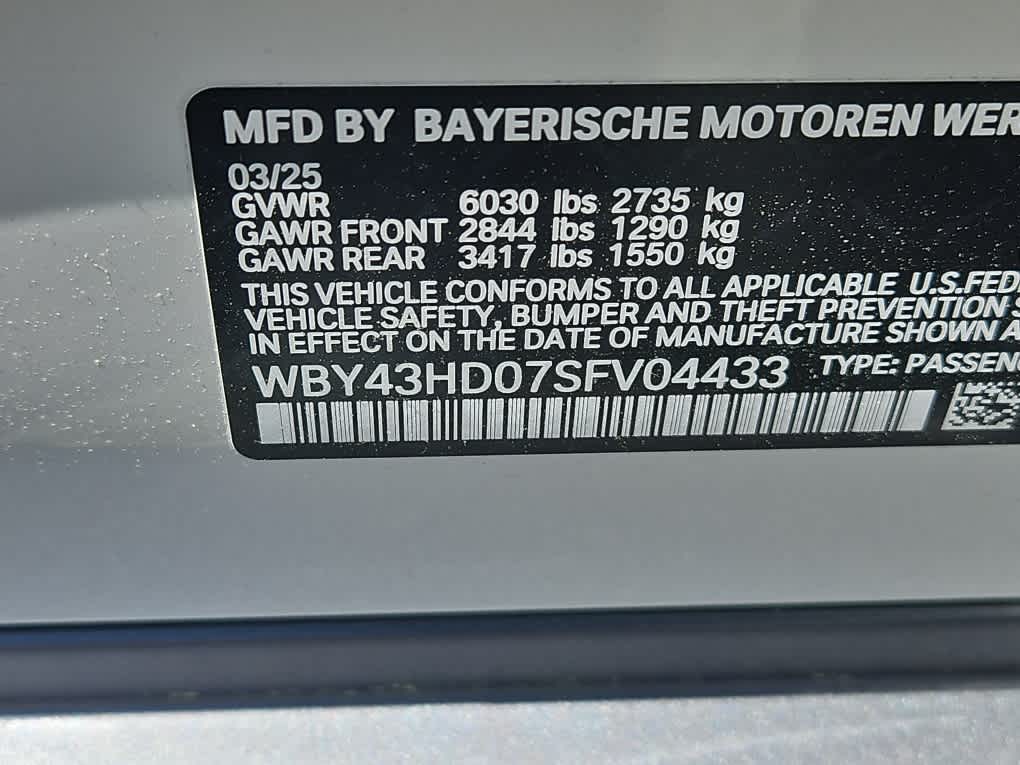 MFD BY BAYERISCHE MOTOREN WER
03/25
GVWR 6030 lbs 2735 kg
GAWR FRONT 2844 lbs 1290 kg
GAWR REAR 3417 lbs 1550 kg
THIS VEHICLE CONFORMS TO ALL APPLICABLE U.S.FED
VEHICLE SAFETY, BUMPER AND THEFT PREVENTION S
IN EFFECT ON THE DATE OF MANUFACTURE SHOWN A
WBY43HD07SFV04433 TYPE: PASSENG